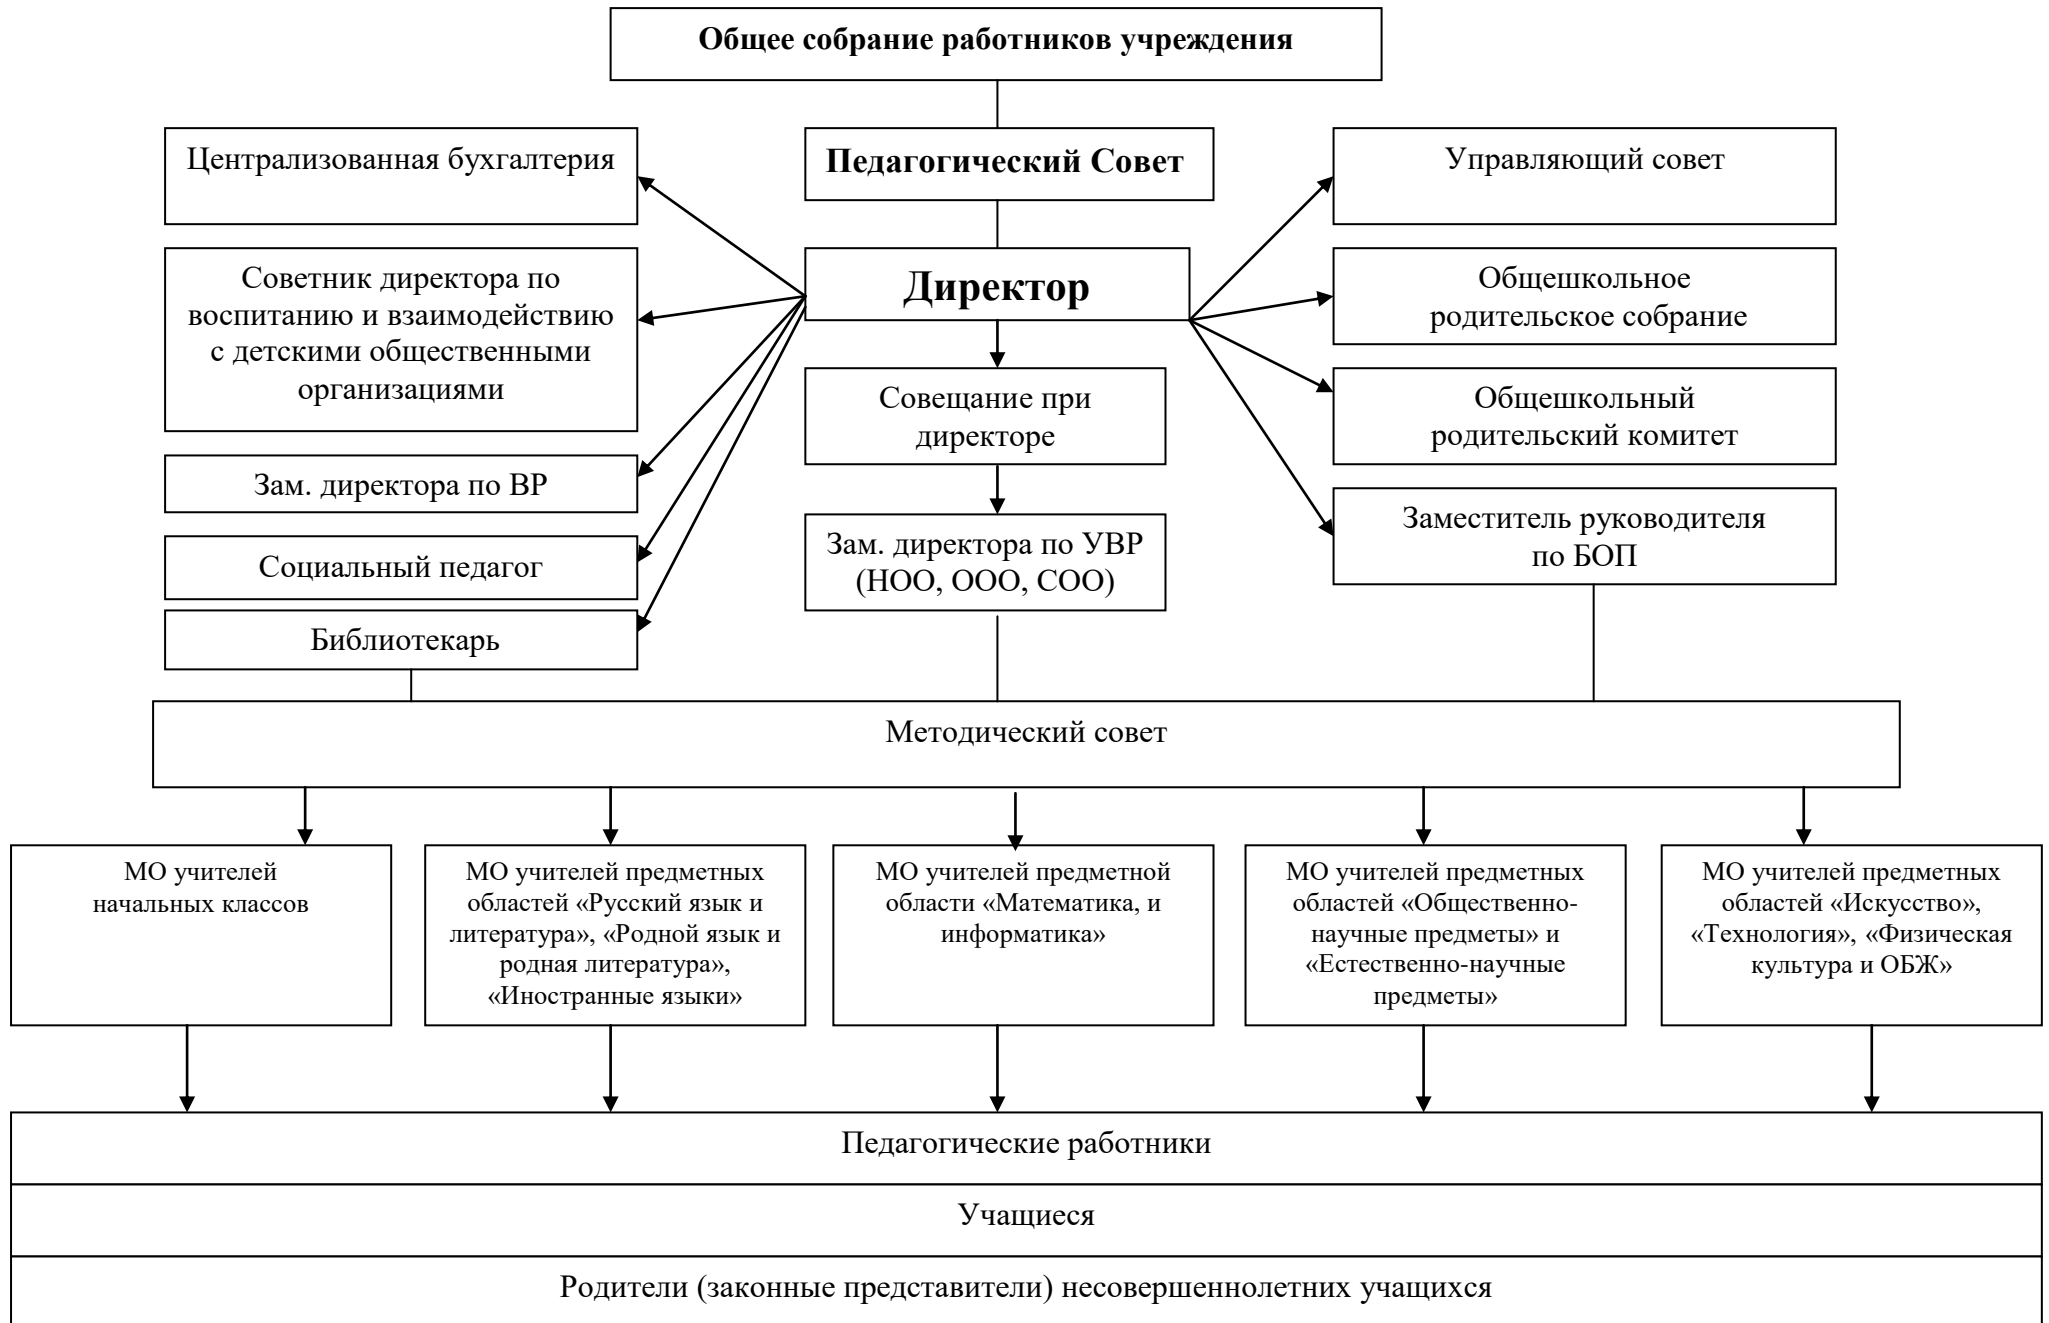 Общее собрание работников учреждения
Централизованная бухгалтерия
Педагогический Совет
Управляющий совет
Советник директора по
воспитанию и взаимодействию
с детскими общественными
организациями
Директор
Общешкольное
родительское собрание
Совещание при
директоре
Общешкольный
родительский комитет
Зам. директора по ВР
Зам. директора по УВР
(НОО, ООО, СОО)
Заместитель руководителя
по БОП
Социальный педагог
Библиотекарь
Методический совет
МО учителей
начальных классов
МО учителей предметных
областей «Русский язык и
литература», «Родной язык и
родная литература»,
«Иностранные языки»
МО учителей предметной
области «Математика, и
информатика»
МО учителей предметных
областей «Общественно-
научные предметы» и
«Естественно-научные
предметы»
МО учителей предметных
областей «Искусство»,
«Технология», «Физическая
культура и ОБЖ»
Педагогические работники
Учащиеся
Родители (законные представители) несовершеннолетних учащихся